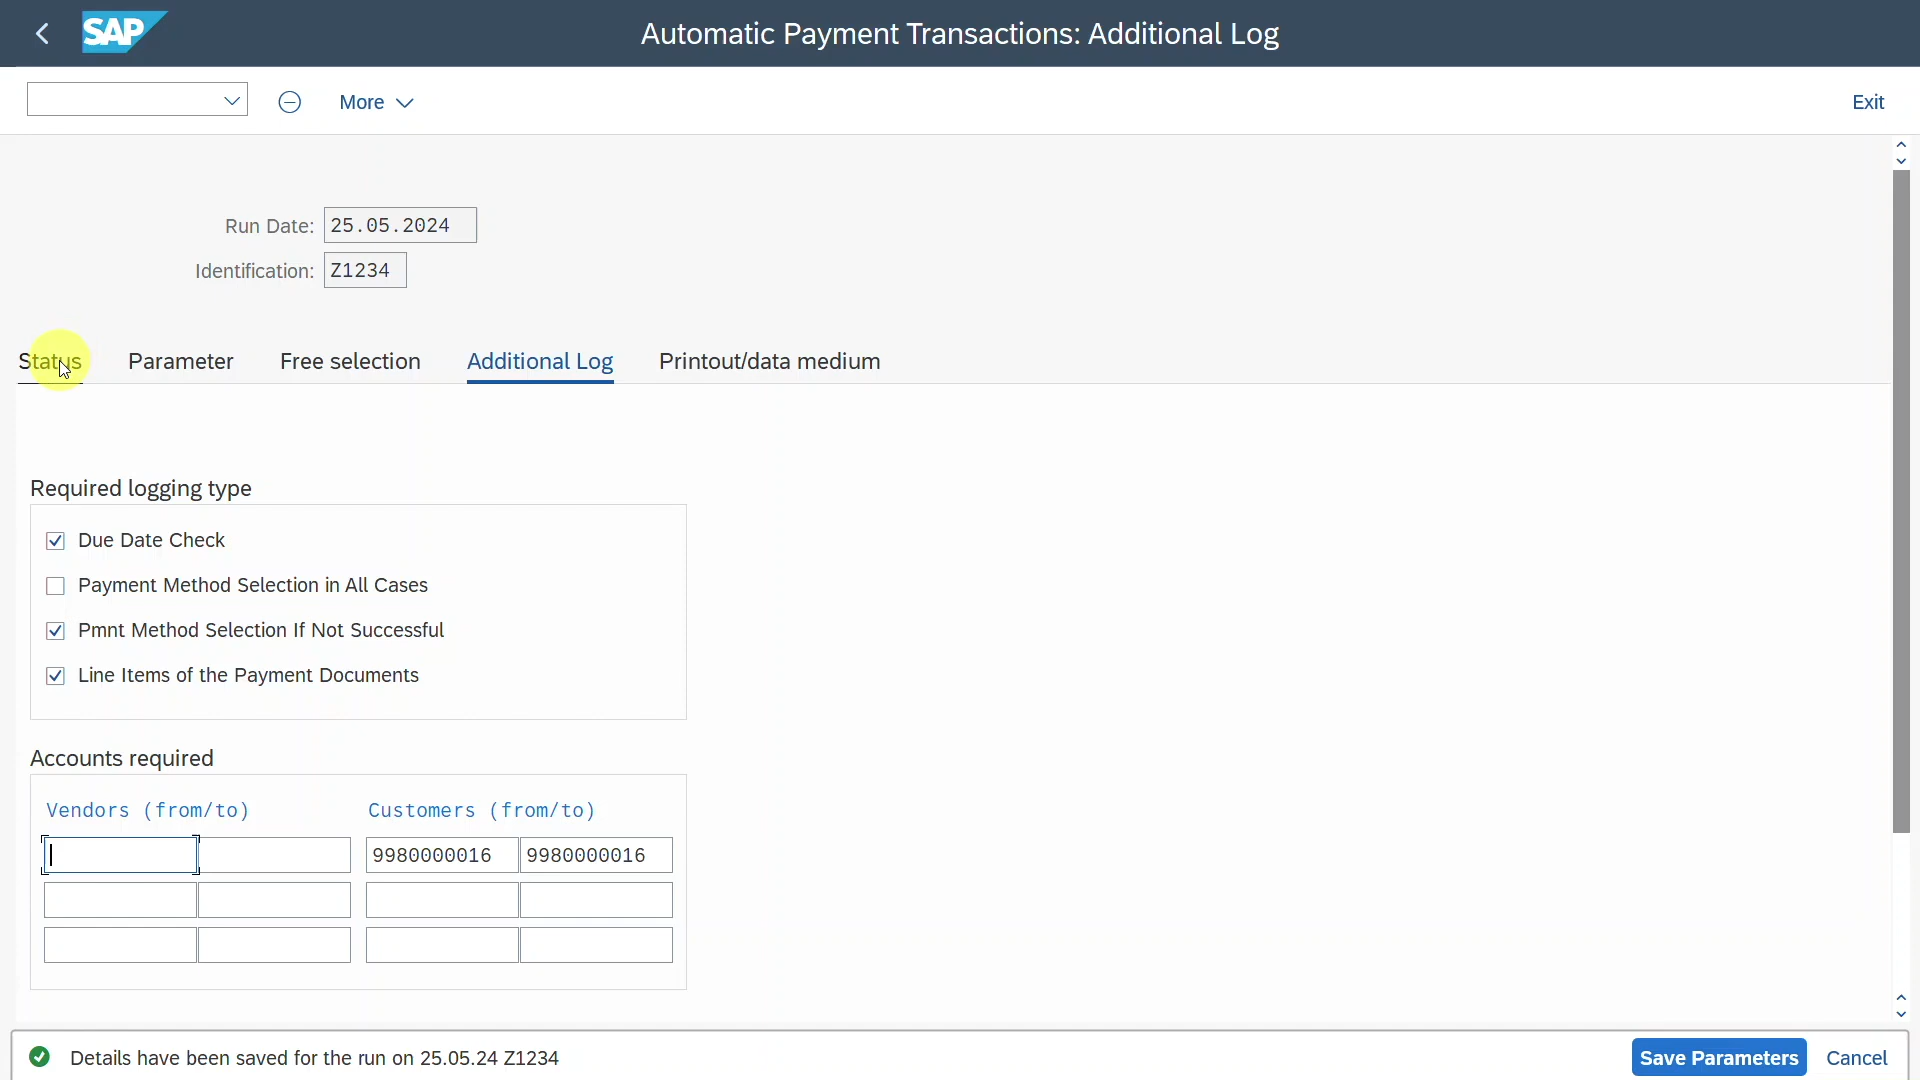 SAP
Automatic Payment Transactions: Additional Log
More
Exit
Run Date: 25.05.2024
Identification: Z1234
Status Parameter Free selection Additional Log Printout/data medium
Required logging type
Due Date Check
Payment Method Selection in All Cases
Pmnt Method Selection If Not Successful
Line Items of the Payment Documents
Accounts required
Vendors (from/to) Customers (from/to)
9980000016 9980000016
Details have been saved for the run on 25.05.24 Z1234
Save Parameters Cancel